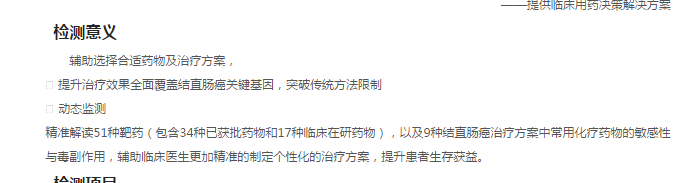 ——提供临床用药决策解决方案
检测意义
辅助选择合适药物及治疗方案，
提升治疗效果全面覆盖结直肠癌关键基因，突破传统方法限制
动态监测
精准解读51种靶药（包含34种已获批药物和17种临床在研药物），以及9种结直肠癌治疗方案中常用化疗药物的敏感性
与毒副作用，辅助临床医生更加精准的制定个性化的治疗方案，提升患者生存获益。
检测项目